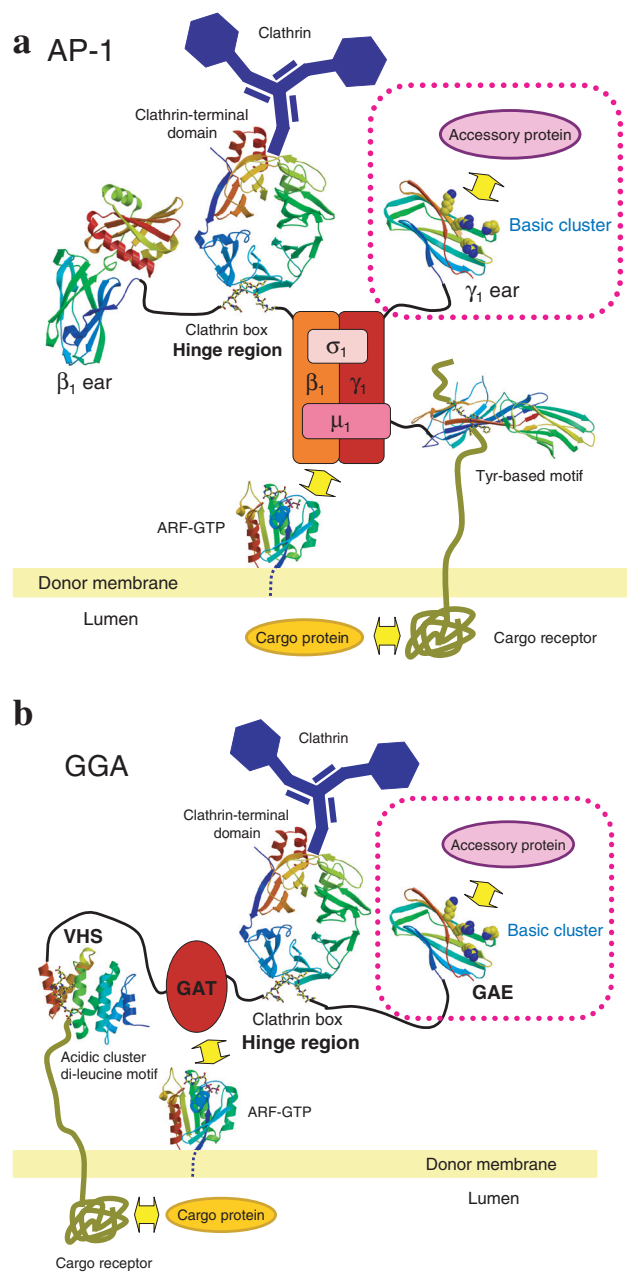 a AP-1
Clathrin
Clathrin-terminal
domain
Accessory protein
Basic cluster
γ1 ear
β1 ear
Clathrin box
Hinge region
σ1
β1 γ1
μ1
Tyr-based motif
ARF-GTP
Donor membrane
Lumen
Cargo protein
Cargo receptor
b
GGA
Clathrin
Clathrin-terminal
domain
Accessory protein
Basic cluster
VHS
GAT
GAE
Clathrin box
Hinge region
Acidic cluster
di-leucine motif
ARF-GTP
Donor membrane
Lumen
Cargo protein
Cargo receptor